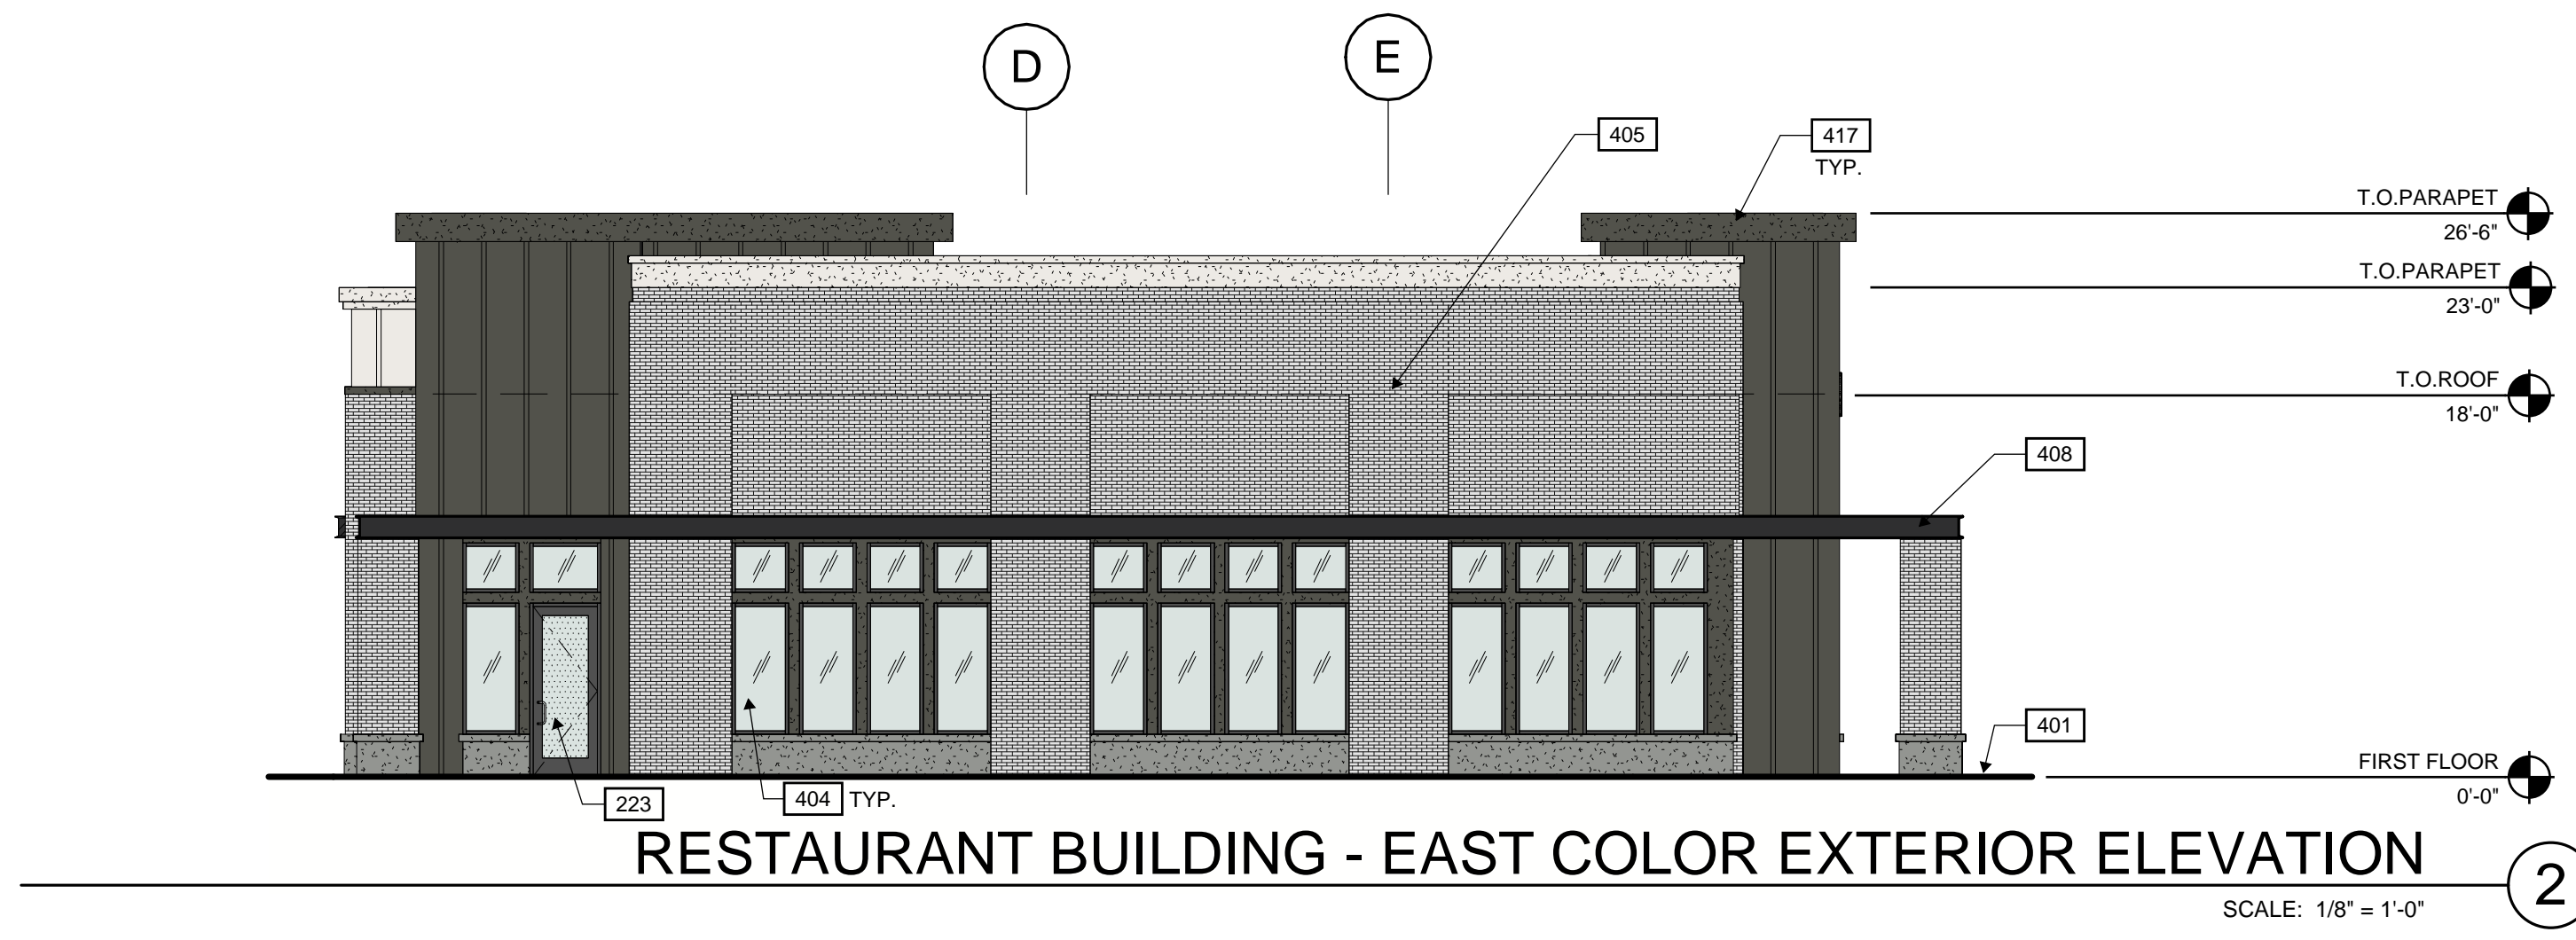 D
E
405
417
TYP.
T.O.PARAPET
26'-6"
T.O.PARAPET
23'-0"
T.O.ROOF
18'-0"
408
401
FIRST FLOOR
0'-0"
223
404 TYP.
RESTAURANT BUILDING - EAST COLOR EXTERIOR ELEVATION
2
SCALE: 1/8" = 1'-0"